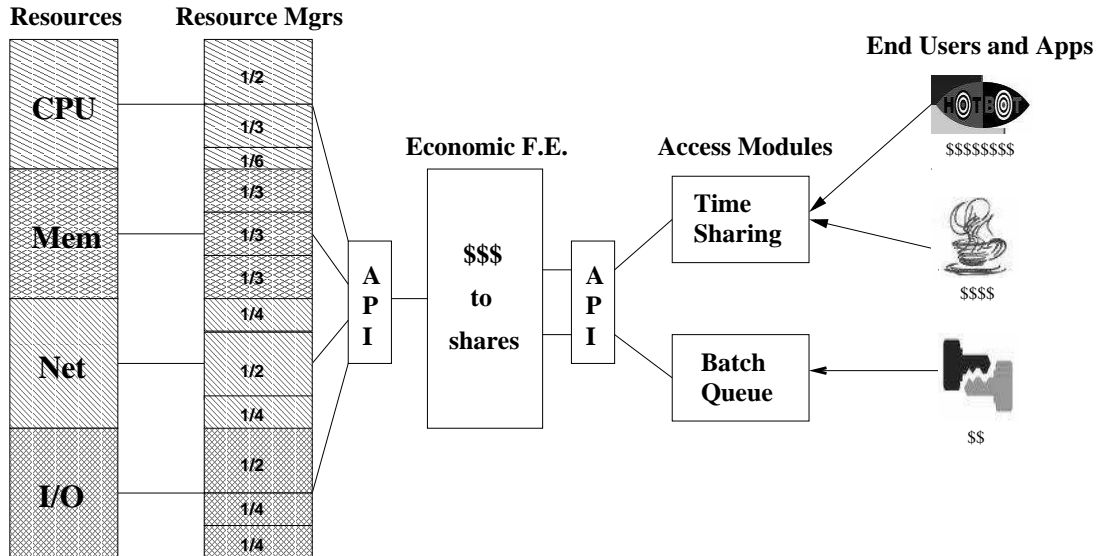 Resources
Resource Mgrs
End Users and Apps
CPU
1/2
1/3
1/6
Mem
1/3
1/3
1/3
Net
1/4
1/2
1/4
I/O
1/2
1/4
1/4
A
P
I
Economic F.E.
$$$
to
shares
A
P
I
Access Modules
Time
Sharing
Batch
Queue
HOTBOT
$$$$$$$$
$$$$
$$